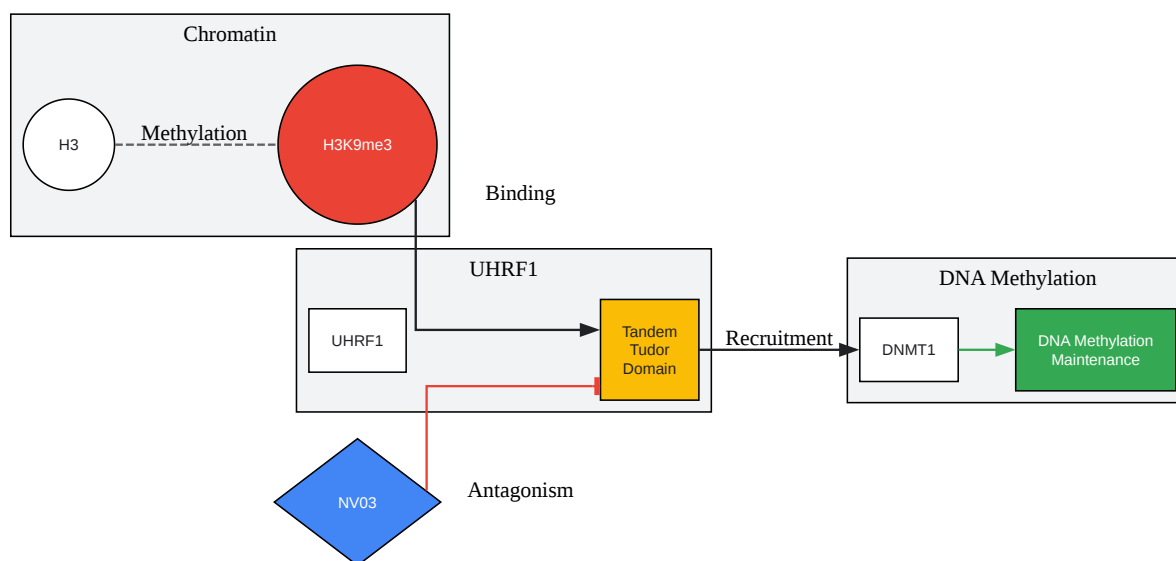 Chromatin
H3
Methylation
H3K9me3
Binding
UHRF1
UHRF1
Tandem
Tudor
Domain
Recruitment
DNA Methylation
DNMT1
DNA Methylation
Maintenance
NV03
Antagonism